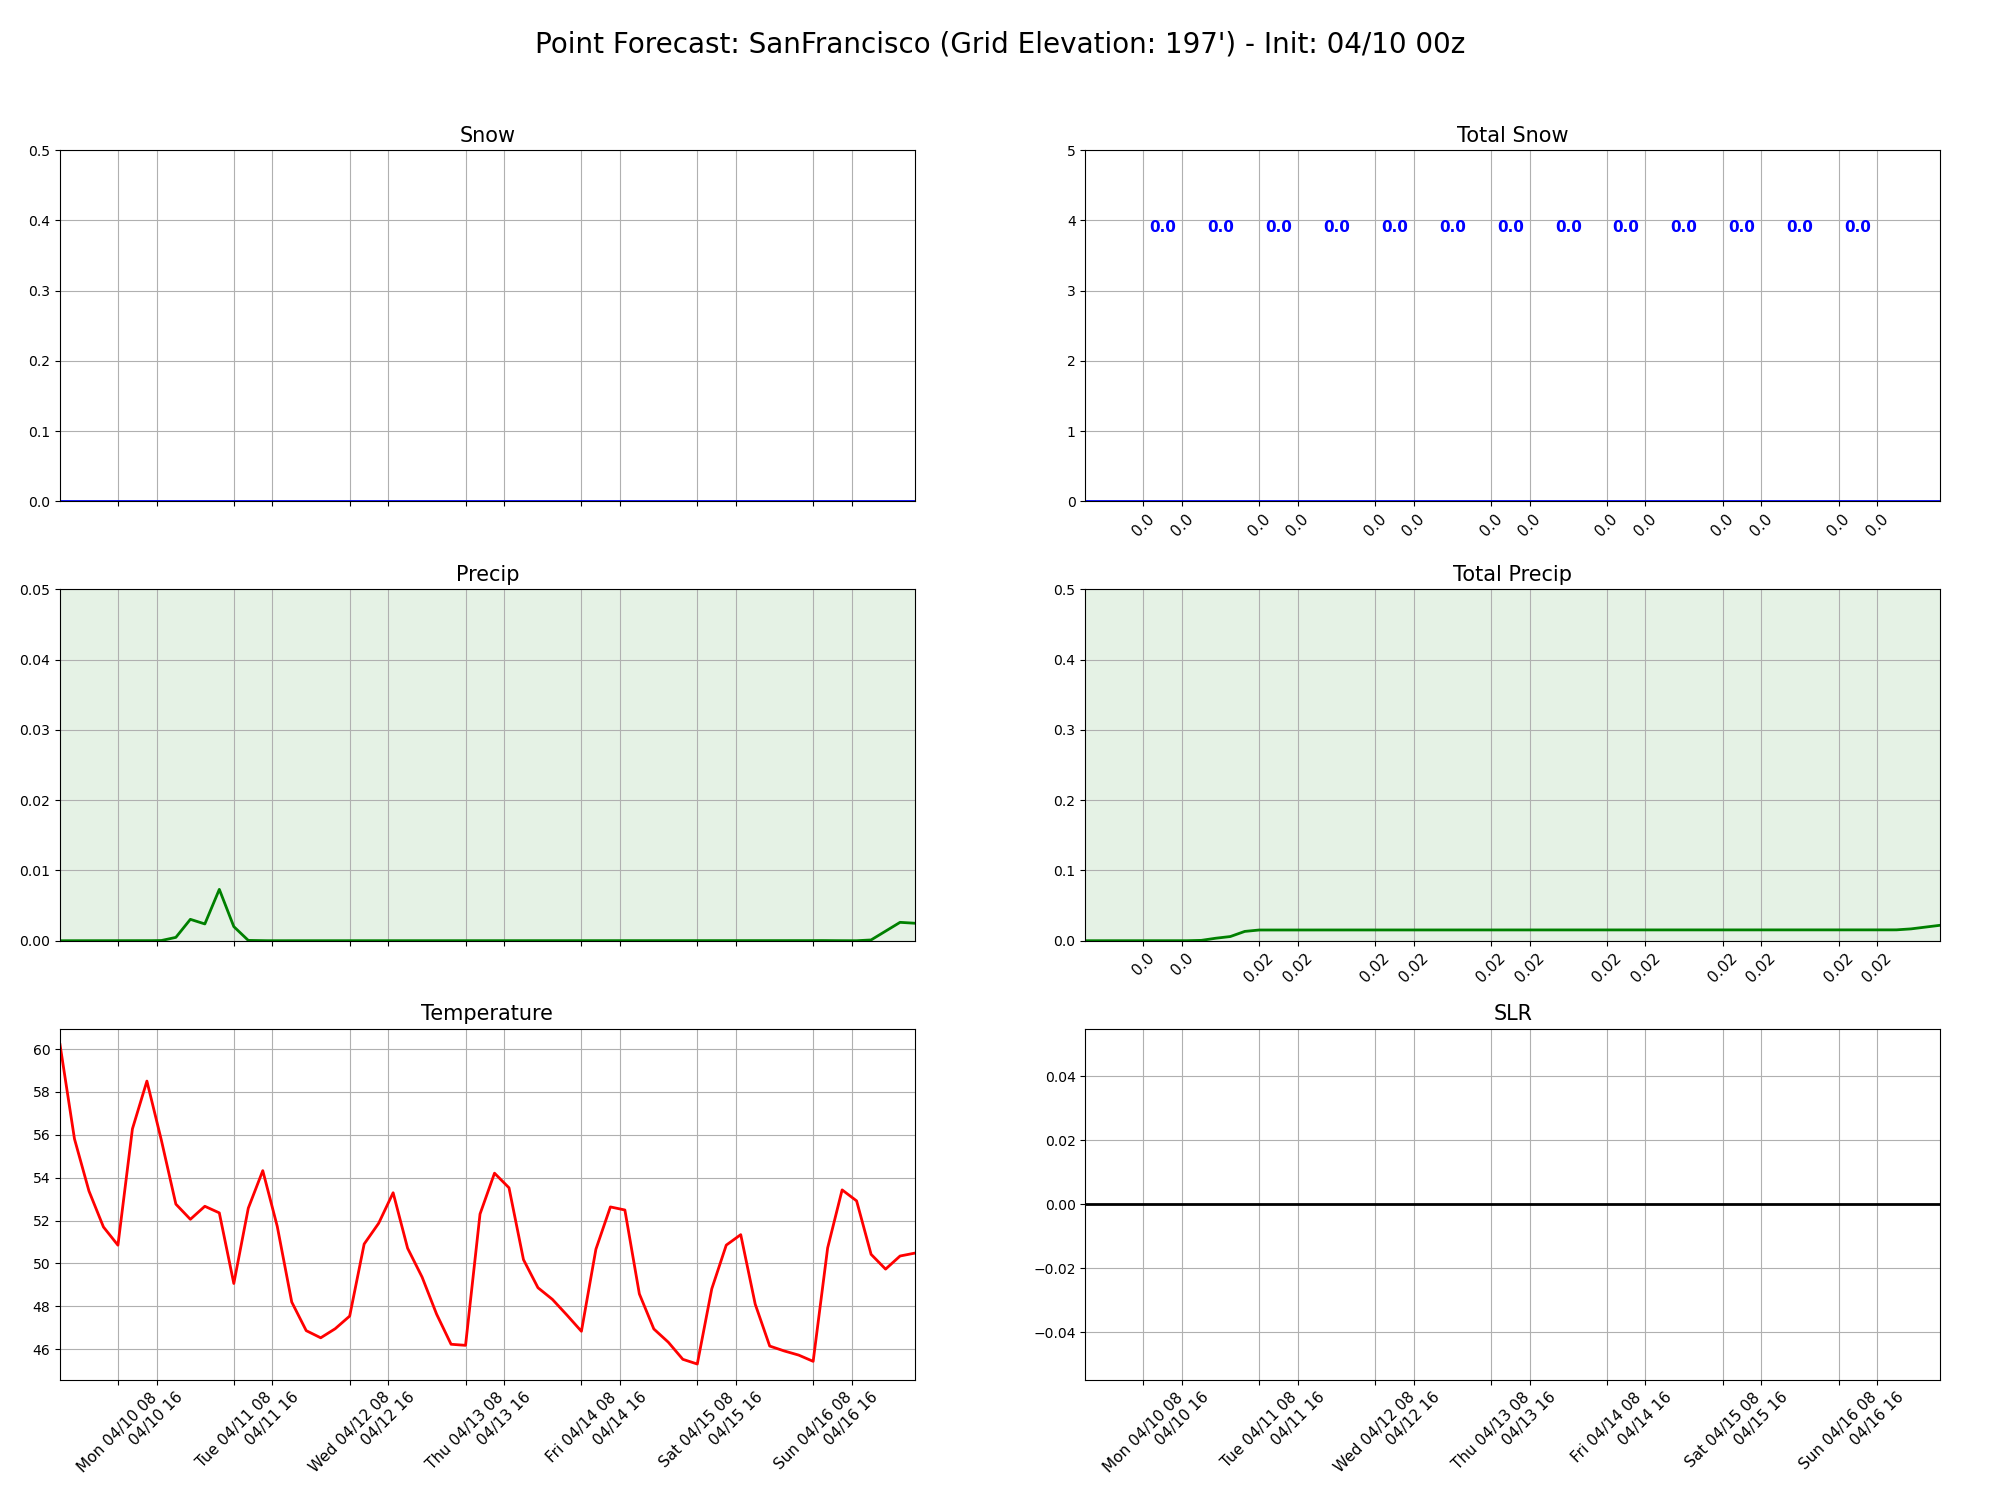 Point Forecast: SanFrancisco (Grid Elevation: 197') - Init: 04/10 00z
Snow
0.5
0.4
0.3
0.2
0.1
0.0
Total Snow
5
4
3
2
1
0
0.0 0.0 0.0 0.0 0.0 0.0 0.0 0.0 0.0 0.0 0.0 0.0 0.0
0.0 0.0 0.0 0.0 0.0 0.0 0.0 0.0 0.0 0.0 0.0 0.0 0.0 0.0
Precip
0.05
0.04
0.03
0.02
0.01
0.00
Total Precip
0.5
0.4
0.3
0.2
0.1
0.0
0.0 0.0 0.02 0.02 0.02 0.02 0.02 0.02 0.02 0.02 0.02 0.02 0.02 0.02
Temperature
60
58
56
54
52
50
48
46
Mon 04/10 08
04/10 16
Tue 04/11 08
04/11 16
Wed 04/12 08
04/12 16
Thu 04/13 08
04/13 16
Fri 04/14 08
04/14 16
Sat 04/15 08
04/15 16
Sun 04/16 08
04/16 16
SLR
0.04
0.02
0.00
−0.02
−0.04
Mon 04/10 08
04/10 16
Tue 04/11 08
04/11 16
Wed 04/12 08
04/12 16
Thu 04/13 08
04/13 16
Fri 04/14 08
04/14 16
Sat 04/15 08
04/15 16
Sun 04/16 08
04/16 16